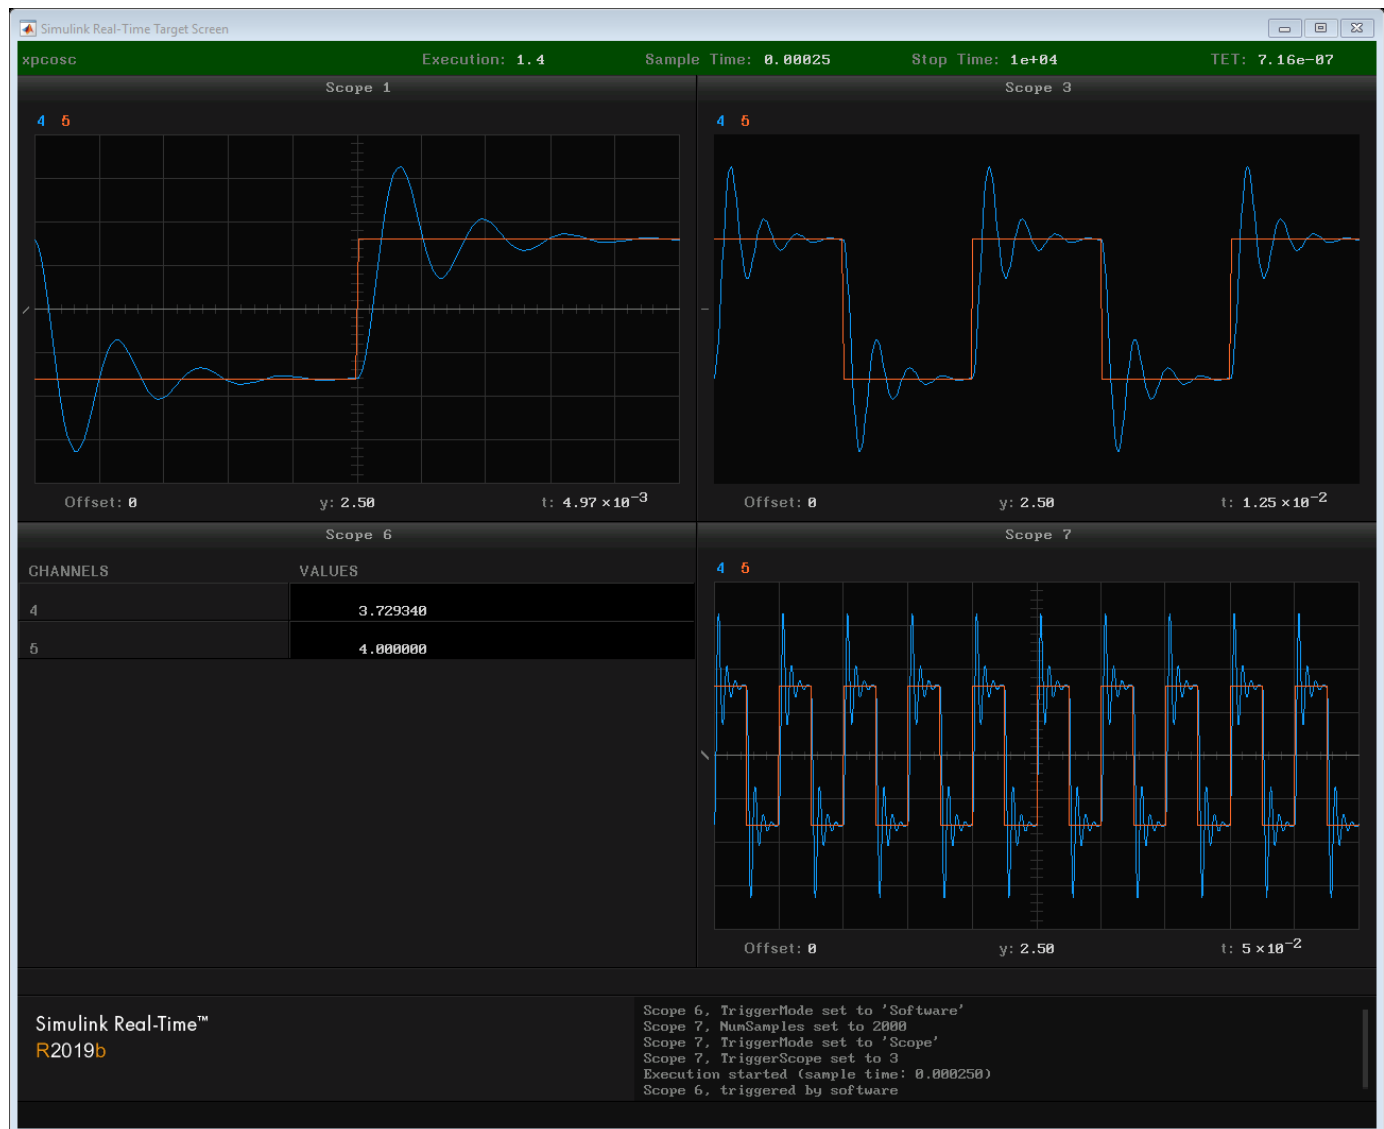 Simulink Real-Time Target Screen
xpcosc Execution: 1.4 Sample Time: 0.00025 Stop Time: 1e+04 TET: 7.16e-07
Scope 1
4 5
Offset: 0 y: 2.50 t: 4.97 ×10⁻³
Scope 3
4 5
Offset: 0 y: 2.50 t: 1.25 ×10⁻²
Scope 6
CHANNELS VALUES
4 3.729340
5 4.000000
Scope 7
4 5
Offset: 0 y: 2.50 t: 5 ×10⁻²
Simulink Real-Time™
R2019b
Scope 6, TriggerMode set to 'Software'
Scope 7, NumSamples set to 2000
Scope 7, TriggerMode set to 'Scope'
Scope 7, TriggerScope set to 3
Execution started (sample time: 0.000250)
Scope 6, triggered by software